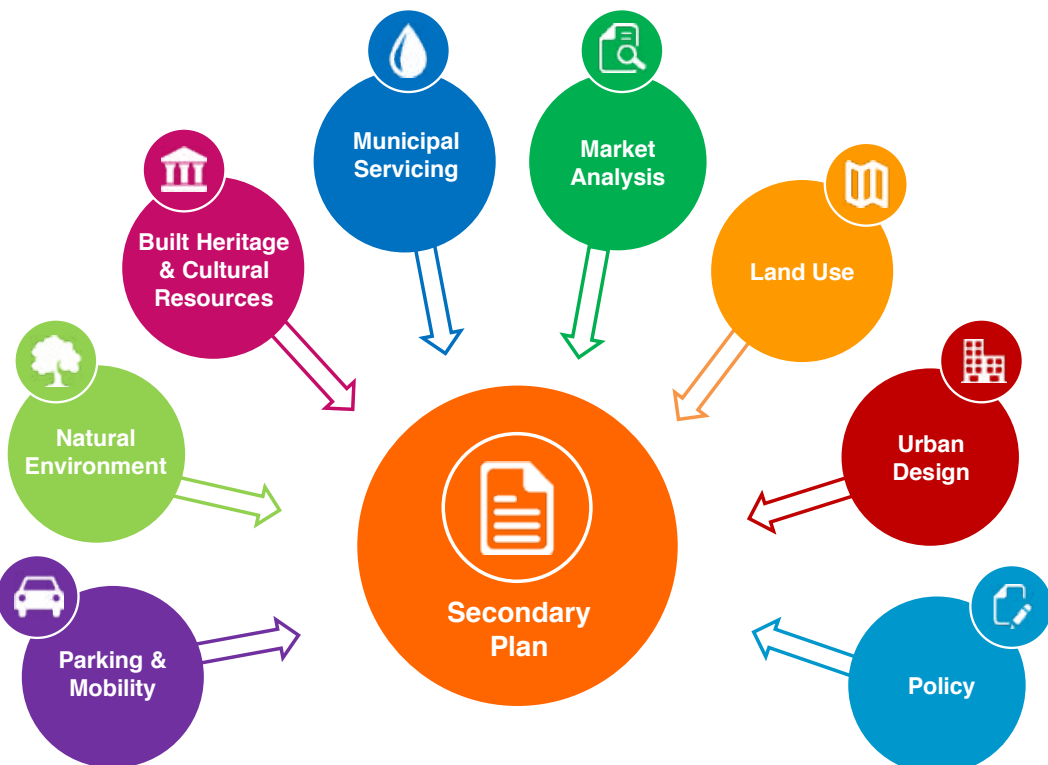 Municipal
Servicing
Market
Analysis
Built Heritage
& Cultural
Resources
Land Use
Natural
Environment
Urban
Design
Secondary
Plan
Parking &
Mobility
Policy